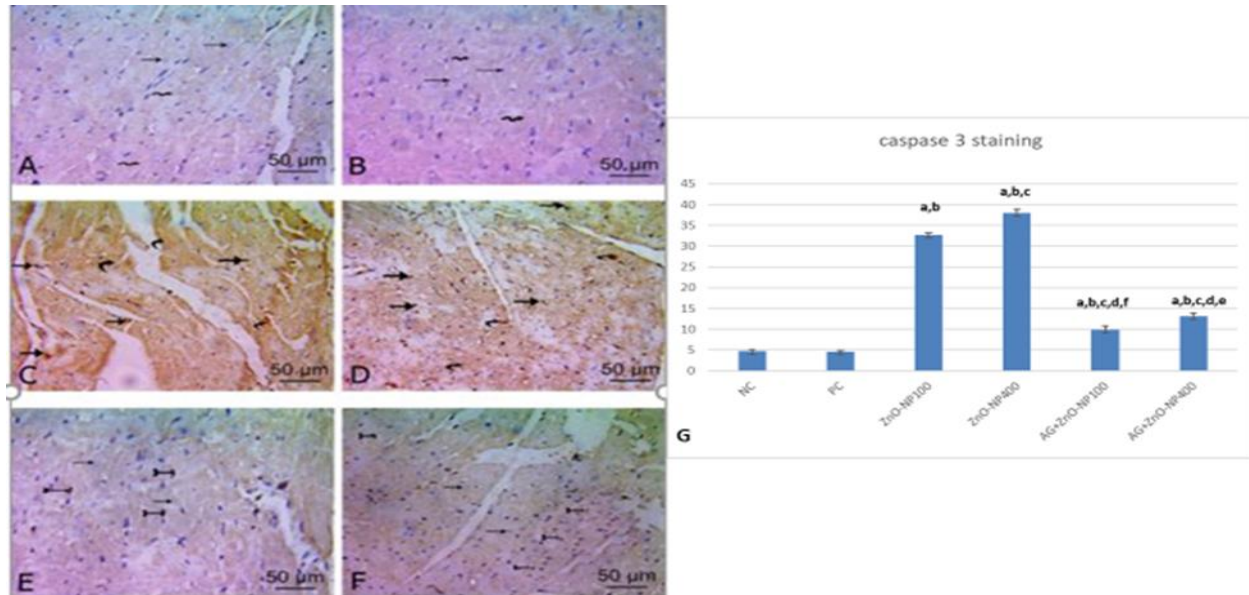 A
50 µm
B
50 µm
C
50 µm
D
50 µm
E
50 µm
F
50 µm
caspase 3 staining
45
40
35
30
25
20
15
10
5
0
a,b
a,b,c
a,b,c,d,f
a,b,c,d,e
NC
PC
ZnO-NP100
ZnO-NP400
AG+ZnO-NP100
AG+ZnO-NP400
G